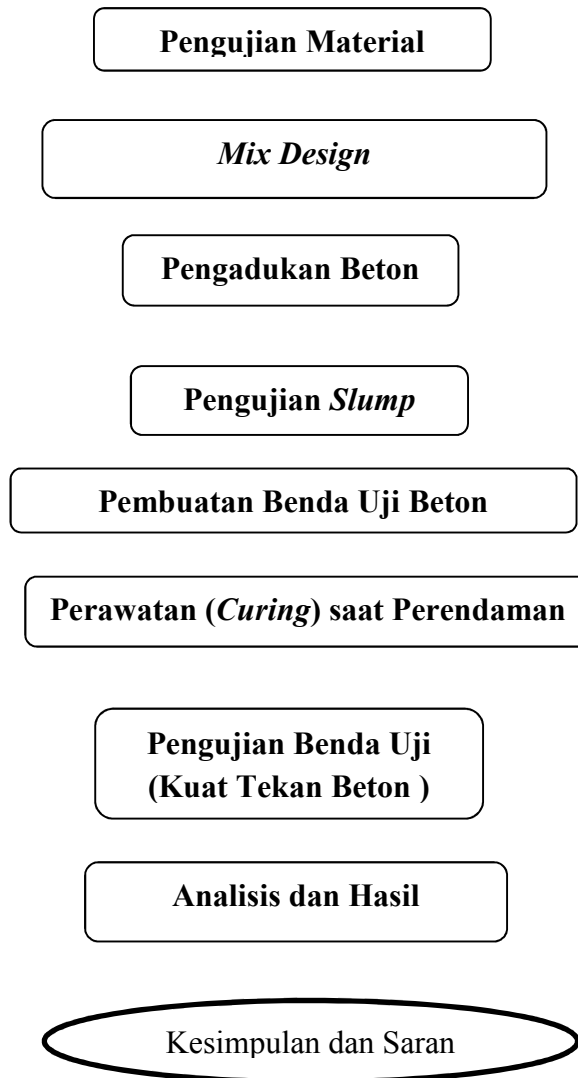 Pengujian Material
Mix Design
Pengadukan Beton
Pengujian Slump
Pembuatan Benda Uji Beton
Perawatan (Curing) saat Perendaman
Pengujian Benda Uji
(Kuat Tekan Beton )
Analisis dan Hasil
Kesimpulan dan Saran